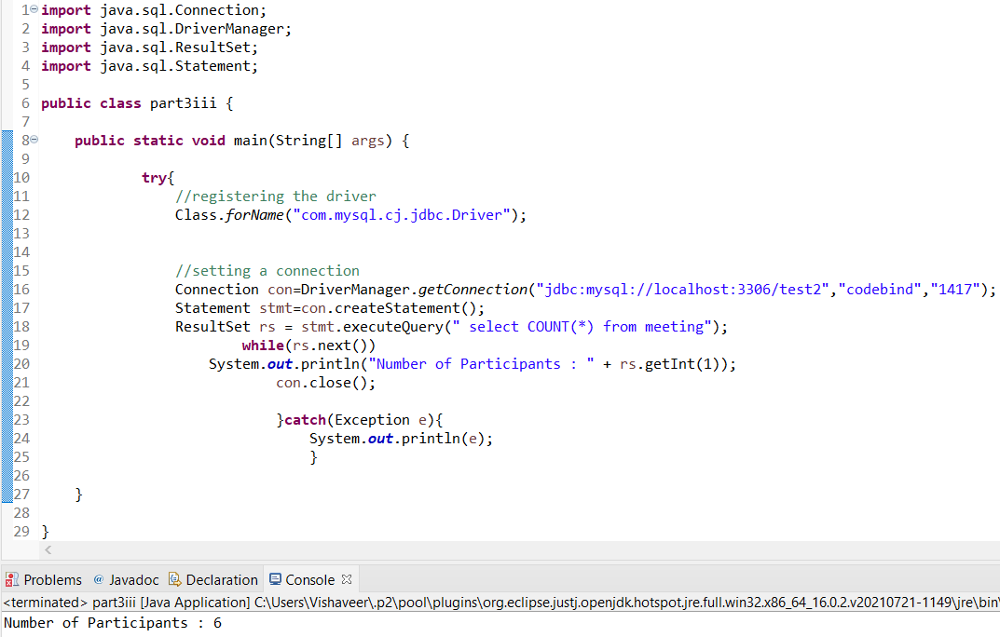 1 import java.sql.Connection;
2 import java.sql.DriverManager;
3 import java.sql.ResultSet;
4 import java.sql.Statement;
5
6 public class part3iii {
7
8 public static void main(String[] args) {
9
10 try{
11 //registering the driver
12 Class.forName("com.mysql.cj.jdbc.Driver");
13
14
15 //setting a connection
16 Connection con=DriverManager.getConnection("jdbc:mysql://localhost:3306/test2","codebind","1417");
17 Statement stmt=con.createStatement();
18 ResultSet rs = stmt.executeQuery(" select COUNT(*) from meeting");
19 while(rs.next())
20 System.out.println("Number of Participants : " + rs.getInt(1));
21 con.close();
22
23 }catch(Exception e){
24 System.out.println(e);
25 }
26
27 }
28
29 }
Problems @ Javadoc Declaration Console
<terminated> part3iii [Java Application] C:\Users\Vishaveer\.p2\pool\plugins\org.eclipse.justj.openjdk.hotspot.jre.full.win32.x86_64_16.0.2.v20210721-1149\jre\bin\
Number of Participants : 6